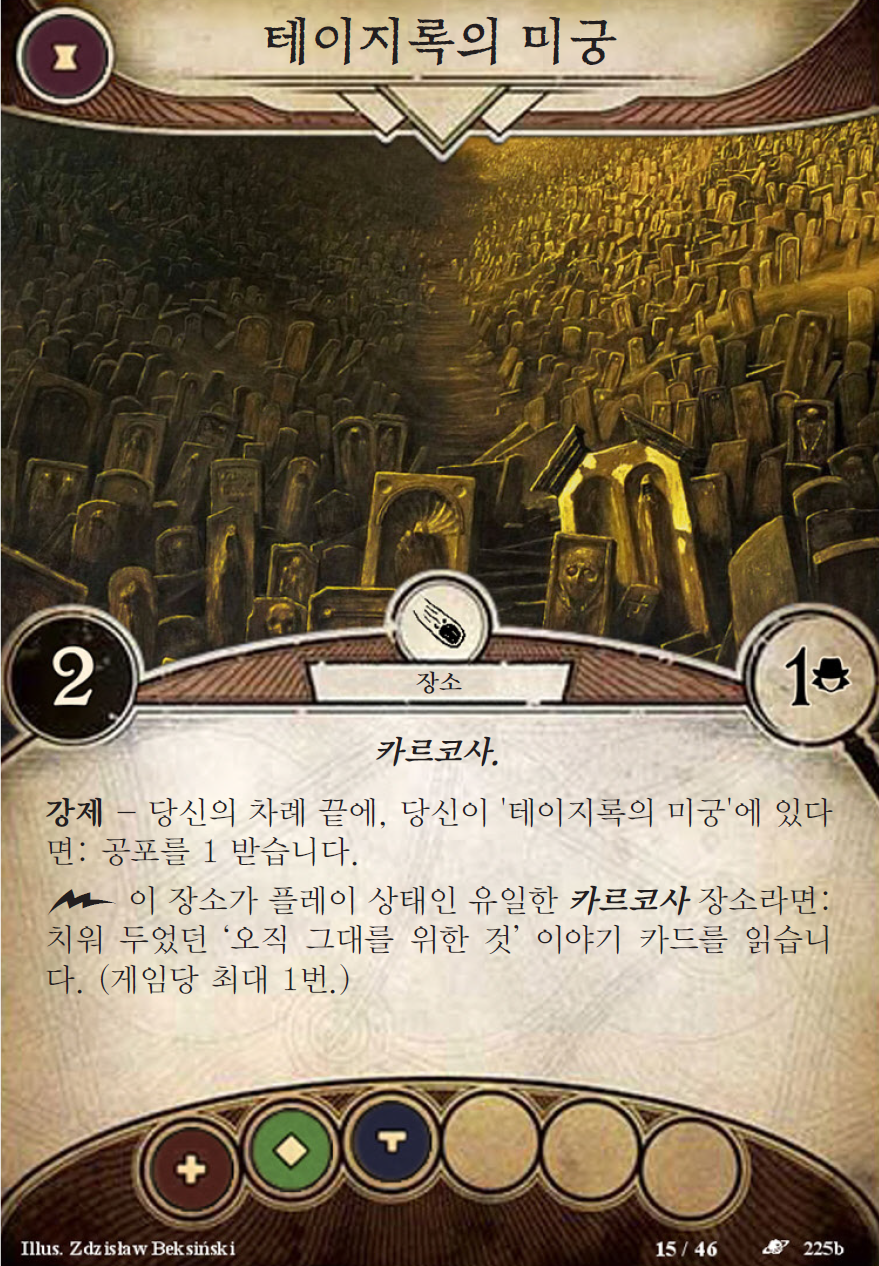 테이지록의 미궁
2
장소
1
카르코사.
강제 – 당신의 차례 끝에, 당신이 '테이지록의 미궁'에 있다
면: 공포를 1 받습니다.
이 장소가 플레이 상태인 유일한 카르코사 장소라면:
치워 두었던 ‘오직 그대를 위한 것’ 이야기 카드를 읽습니
다. (게임당 최대 1번.)
Illus. Zdzisław Beksiński
15 / 46
225b